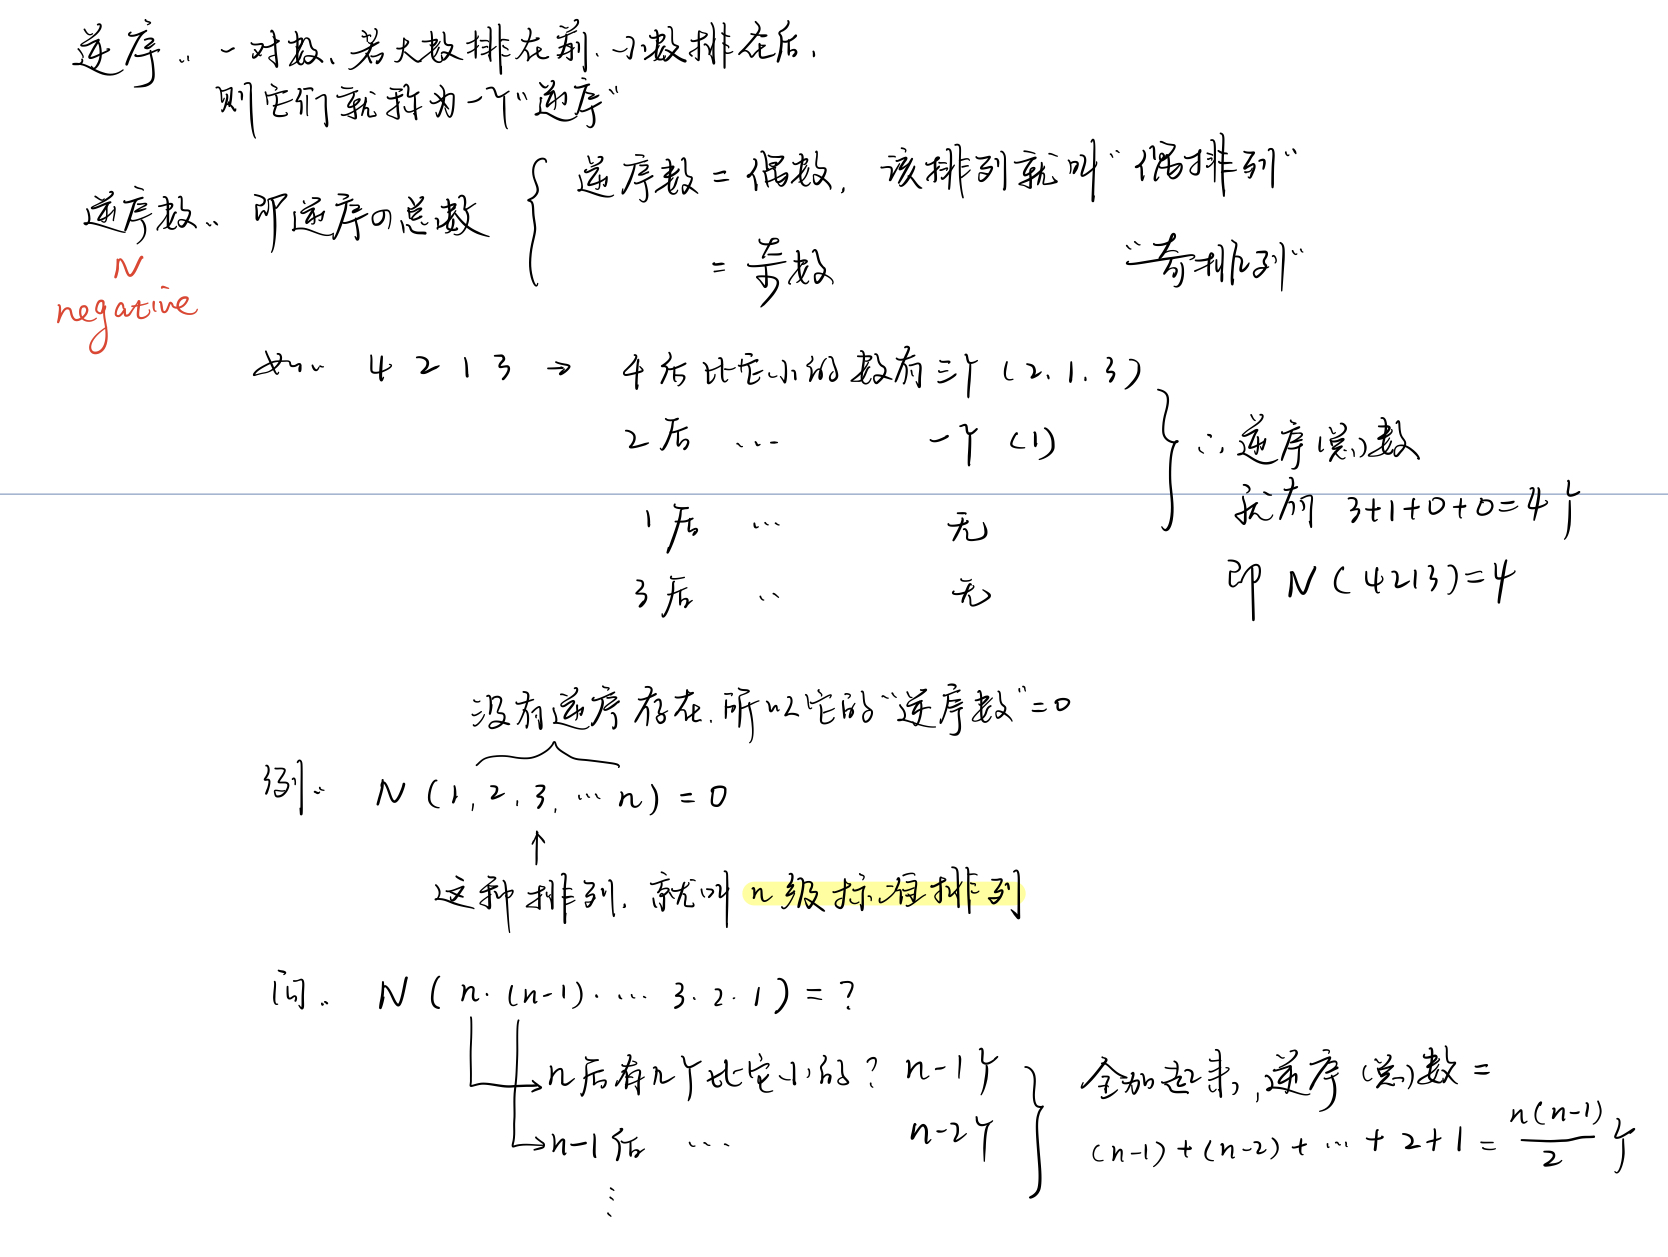 逆序:一对数、若大数排在前、小数排在后,
则它们就称为一个"逆序"
逆序数:即逆序の总数
N
negative
逆序数 = 偶数, 该排列就叫"偶排列"
= 奇数 "奇排列"
如: 4 2 1 3 → 4后比它小的数有三个 (2.1.3)
2后 … 一个 (1)
1后 … 无
3后 .. 无
∴逆序(总)数
就有 3+1+0+0=4个
即 N(4213)=4
没有逆序存在.所以它的"逆序数"=0
例: N(1,2,3,…n)=0
↑
这种排列. 就叫 n级标准排列
问: N(n.(n-1).…3.2.1)=?
→n后有几个比它小的? n-1个
→n-1后 … n-2个
⋮
全加起来,逆序(总)数=
(n-1)+(n-2)+…+2+1=n(n-1)/2个